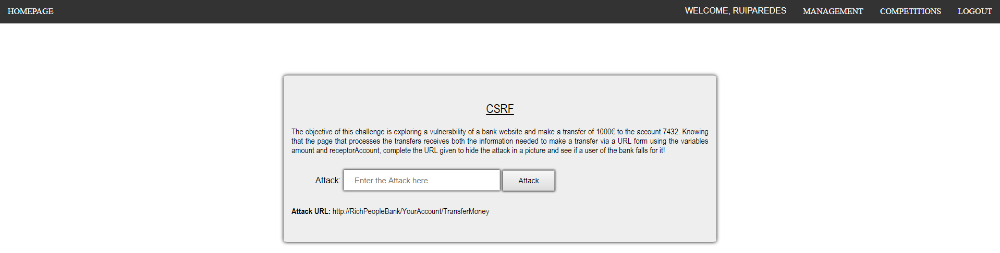 HOMEPAGE WELCOME, RUIPAREDES MANAGEMENT COMPETITIONS LOGOUT
CSRF
The objective of this challenge is exploring a vulnerability of a bank website and make a transfer of 1000€ to the account 7432. Knowing
that the page that processes the transfers receives both the information needed to make a transfer via a URL form using the variables
amount and receptorAccount, complete the URL given to hide the attack in a picture and see if a user of the bank falls for it!
Attack: Enter the Attack here Attack
Attack URL: http://RichPeopleBank/YourAccount/TransferMoney